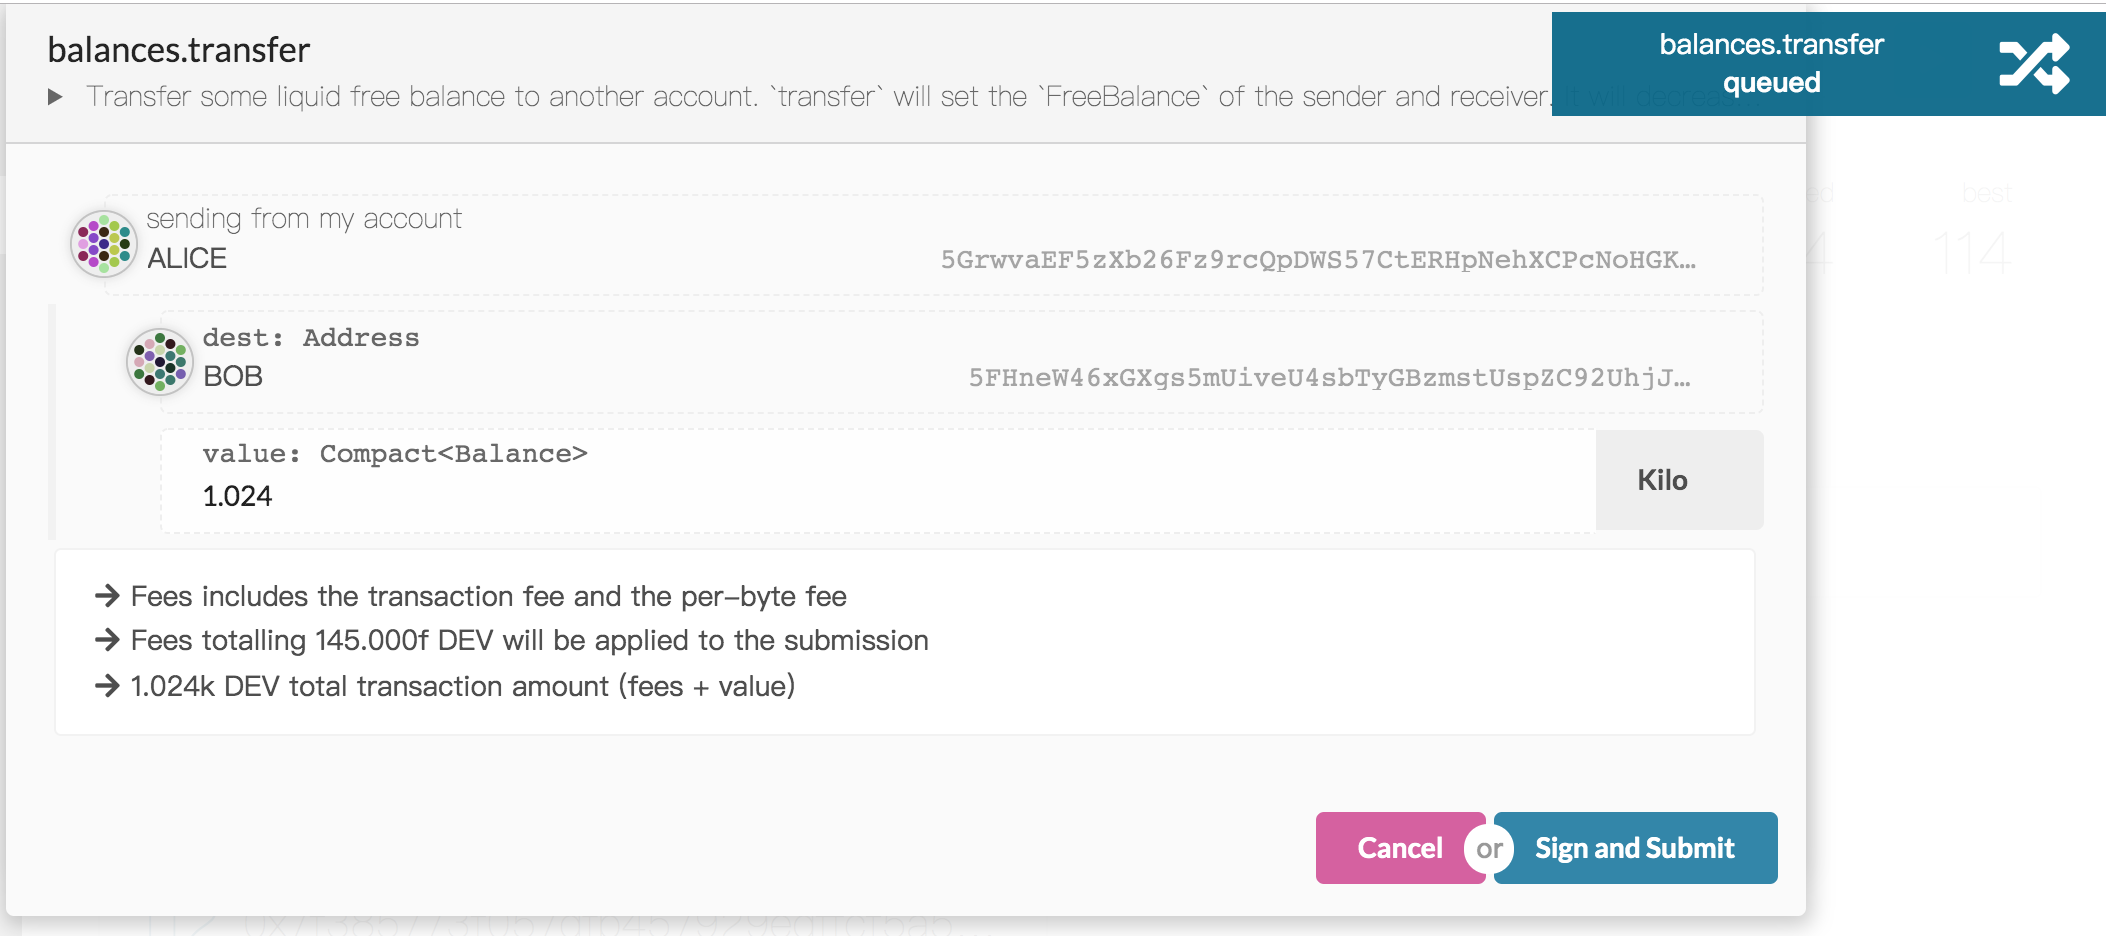 balances.transfer
Transfer some liquid free balance to another account. `transfer` will set the `FreeBalance` of the sender and receiver. It will decreas
balances.transfer
queued
sending from my account
ALICE
5GrwvaEF5zXb26Fz9rcQpDWS57CtERHpNehXCPcNoHGK…
best
114
dest: Address
BOB
5FHneW46xGXgs5mUiveU4sbTyGBzmstUspZC92UhjJ…
value: Compact<Balance>
1.024
Kilo
Fees includes the transaction fee and the per-byte fee
Fees totalling 145.000f DEV will be applied to the submission
1.024k DEV total transaction amount (fees + value)
Cancel
or
Sign and Submit